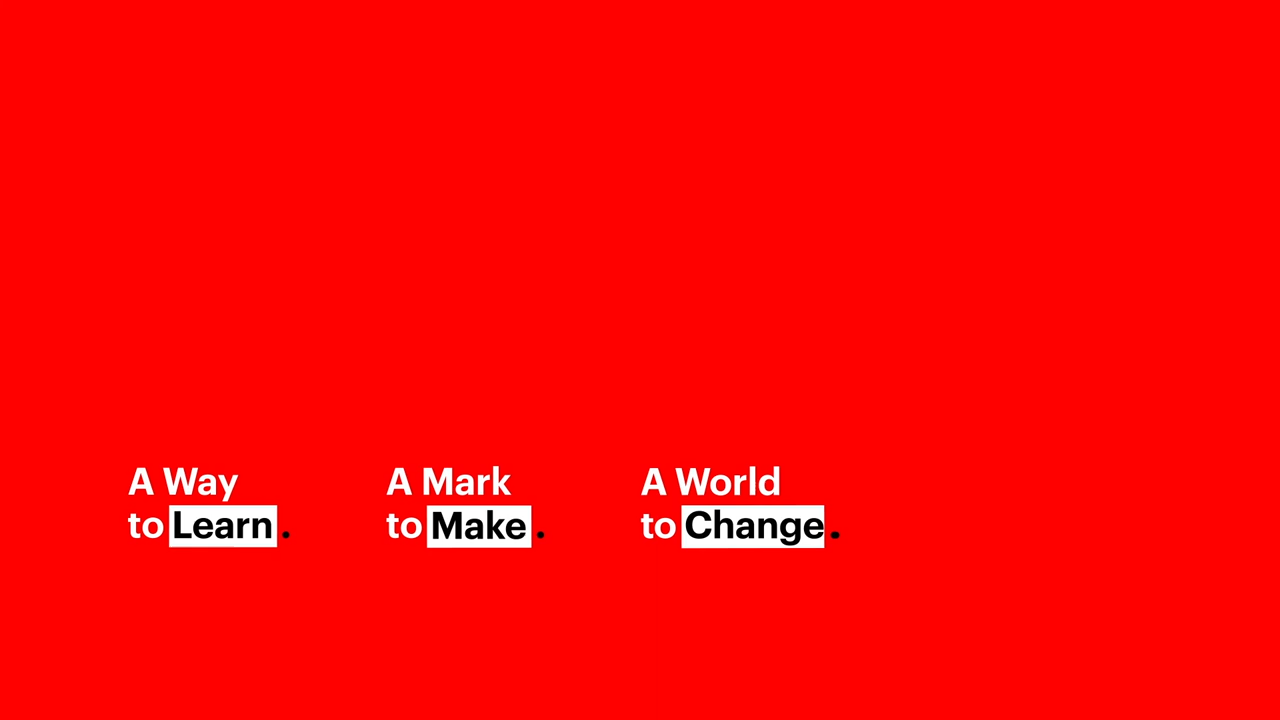 A Way
to Learn.
A Mark
to Make.
A World
to Change.